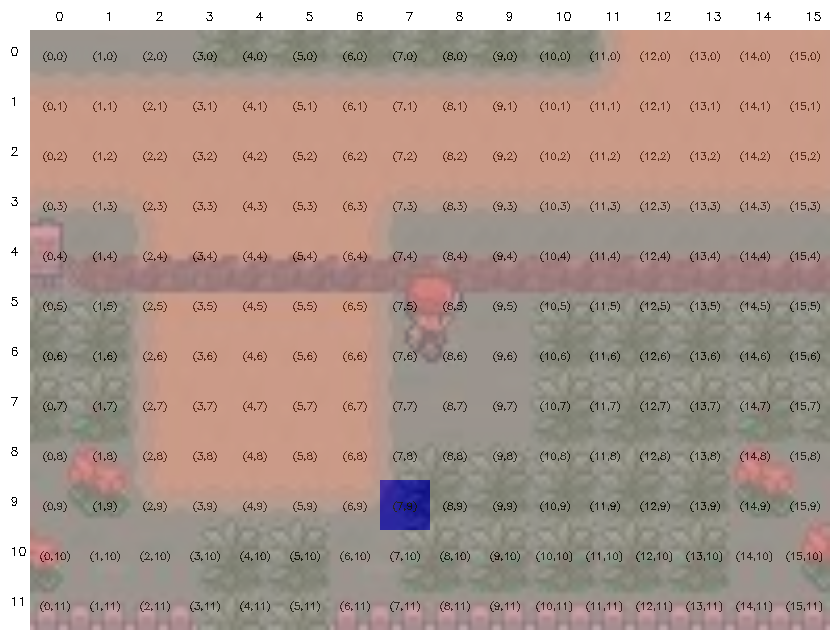 0 1 2 3 4 5 6 7 8 9 10 11 12 13 14 15
0 (0,0) (1,0) (2,0) (3,0) (4,0) (5,0) (6,0) (7,0) (8,0) (9,0) (10,0) (11,0) (12,0) (13,0) (14,0) (15,0)
1 (0,1) (1,1) (2,1) (3,1) (4,1) (5,1) (6,1) (7,1) (8,1) (9,1) (10,1) (11,1) (12,1) (13,1) (14,1) (15,1)
2 (0,2) (1,2) (2,2) (3,2) (4,2) (5,2) (6,2) (7,2) (8,2) (9,2) (10,2) (11,2) (12,2) (13,2) (14,2) (15,2)
3 (0,3) (1,3) (2,3) (3,3) (4,3) (5,3) (6,3) (7,3) (8,3) (9,3) (10,3) (11,3) (12,3) (13,3) (14,3) (15,3)
4 (0,4) (1,4) (2,4) (3,4) (4,4) (5,4) (6,4) (7,4) (8,4) (9,4) (10,4) (11,4) (12,4) (13,4) (14,4) (15,4)
5 (0,5) (1,5) (2,5) (3,5) (4,5) (5,5) (6,5) (7,5) (8,5) (9,5) (10,5) (11,5) (12,5) (13,5) (14,5) (15,5)
6 (0,6) (1,6) (2,6) (3,6) (4,6) (5,6) (6,6) (7,6) (8,6) (9,6) (10,6) (11,6) (12,6) (13,6) (14,6) (15,6)
7 (0,7) (1,7) (2,7) (3,7) (4,7) (5,7) (6,7) (7,7) (8,7) (9,7) (10,7) (11,7) (12,7) (13,7) (14,7) (15,7)
8 (0,8) (1,8) (2,8) (3,8) (4,8) (5,8) (6,8) (7,8) (8,8) (9,8) (10,8) (11,8) (12,8) (13,8) (14,8) (15,8)
9 (0,9) (1,9) (2,9) (3,9) (4,9) (5,9) (6,9) (7,9) (8,9) (9,9) (10,9) (11,9) (12,9) (13,9) (14,9) (15,9)
10 (0,10) (1,10) (2,10) (3,10) (4,10) (5,10) (6,10) (7,10) (8,10) (9,10) (10,10) (11,10) (12,10) (13,10) (14,10) (15,10)
11 (0,11) (1,11) (2,11) (3,11) (4,11) (5,11) (6,11) (7,11) (8,11) (9,11) (10,11) (11,11) (12,11) (13,11) (14,11) (15,11)